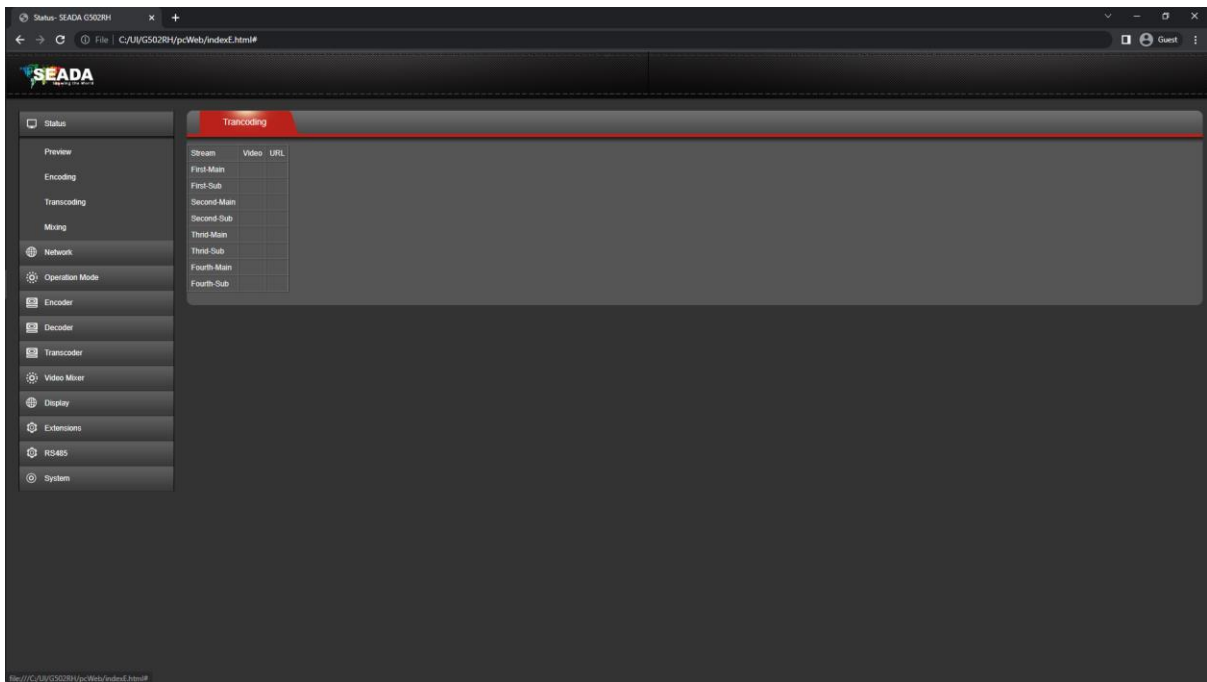 Status- SEADA G502RH
File | C:/UI/G502RH/pcWeb/indexE.html#
Guest
SEADA
Status
Preview
Encoding
Transcoding
Mixing
Network
Operation Mode
Encoder
Decoder
Transcoder
Video Mixer
Display
Extensions
RS485
System
Trancoding
Stream Video URL
First-Main
First-Sub
Second-Main
Second-Sub
Thrid-Main
Thrid-Sub
Fourth-Main
Fourth-Sub
file:///C:/UI/G502RH/pcWeb/indexE.html#